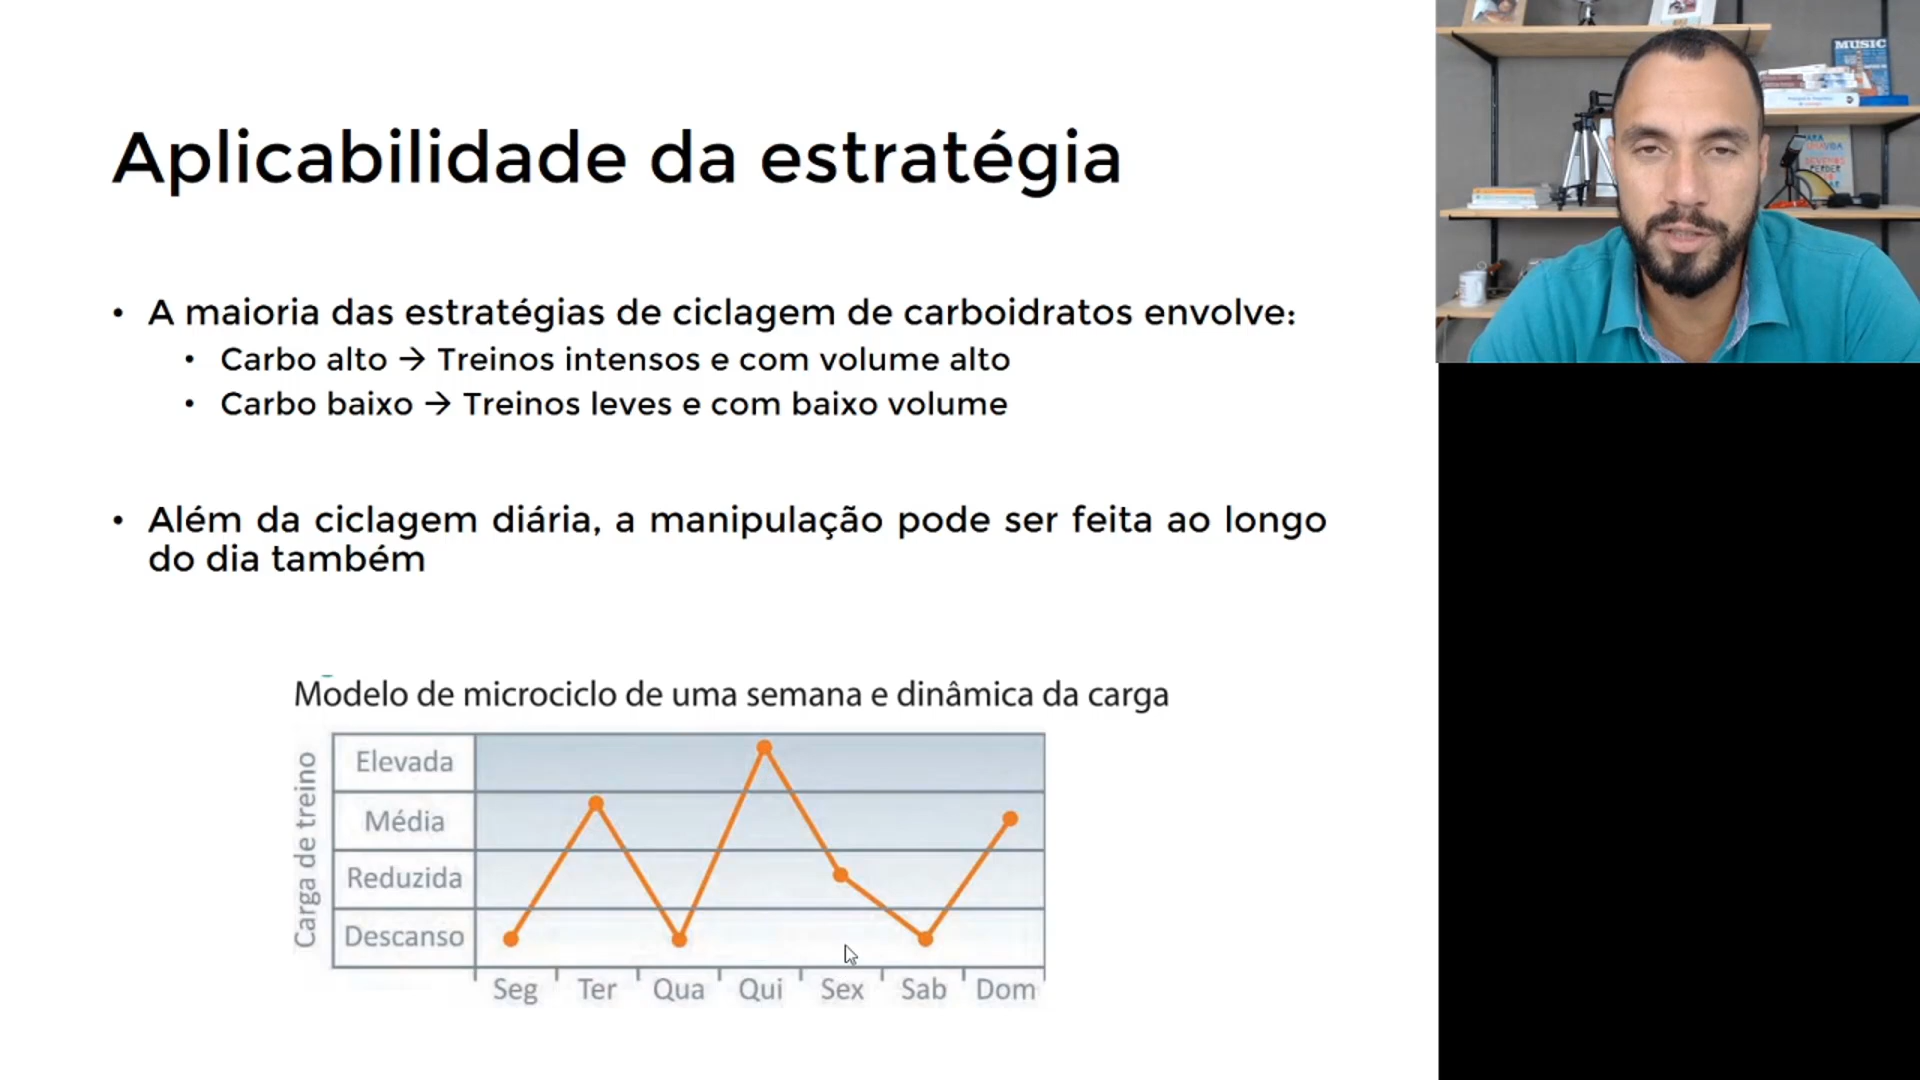 Aplicabilidade da estratégia
• A maioria das estratégias de ciclagem de carboidratos envolve:
• Carbo alto → Treinos intensos e com volume alto
• Carbo baixo → Treinos leves e com baixo volume
• Além da ciclagem diária, a manipulação pode ser feita ao longo
do dia também
Modelo de microciclo de uma semana e dinâmica da carga
Carga de treino
Elevada
Média
Reduzida
Descanso
Seg Ter Qua Qui Sex Sab Dom
MUSIC
PERDER